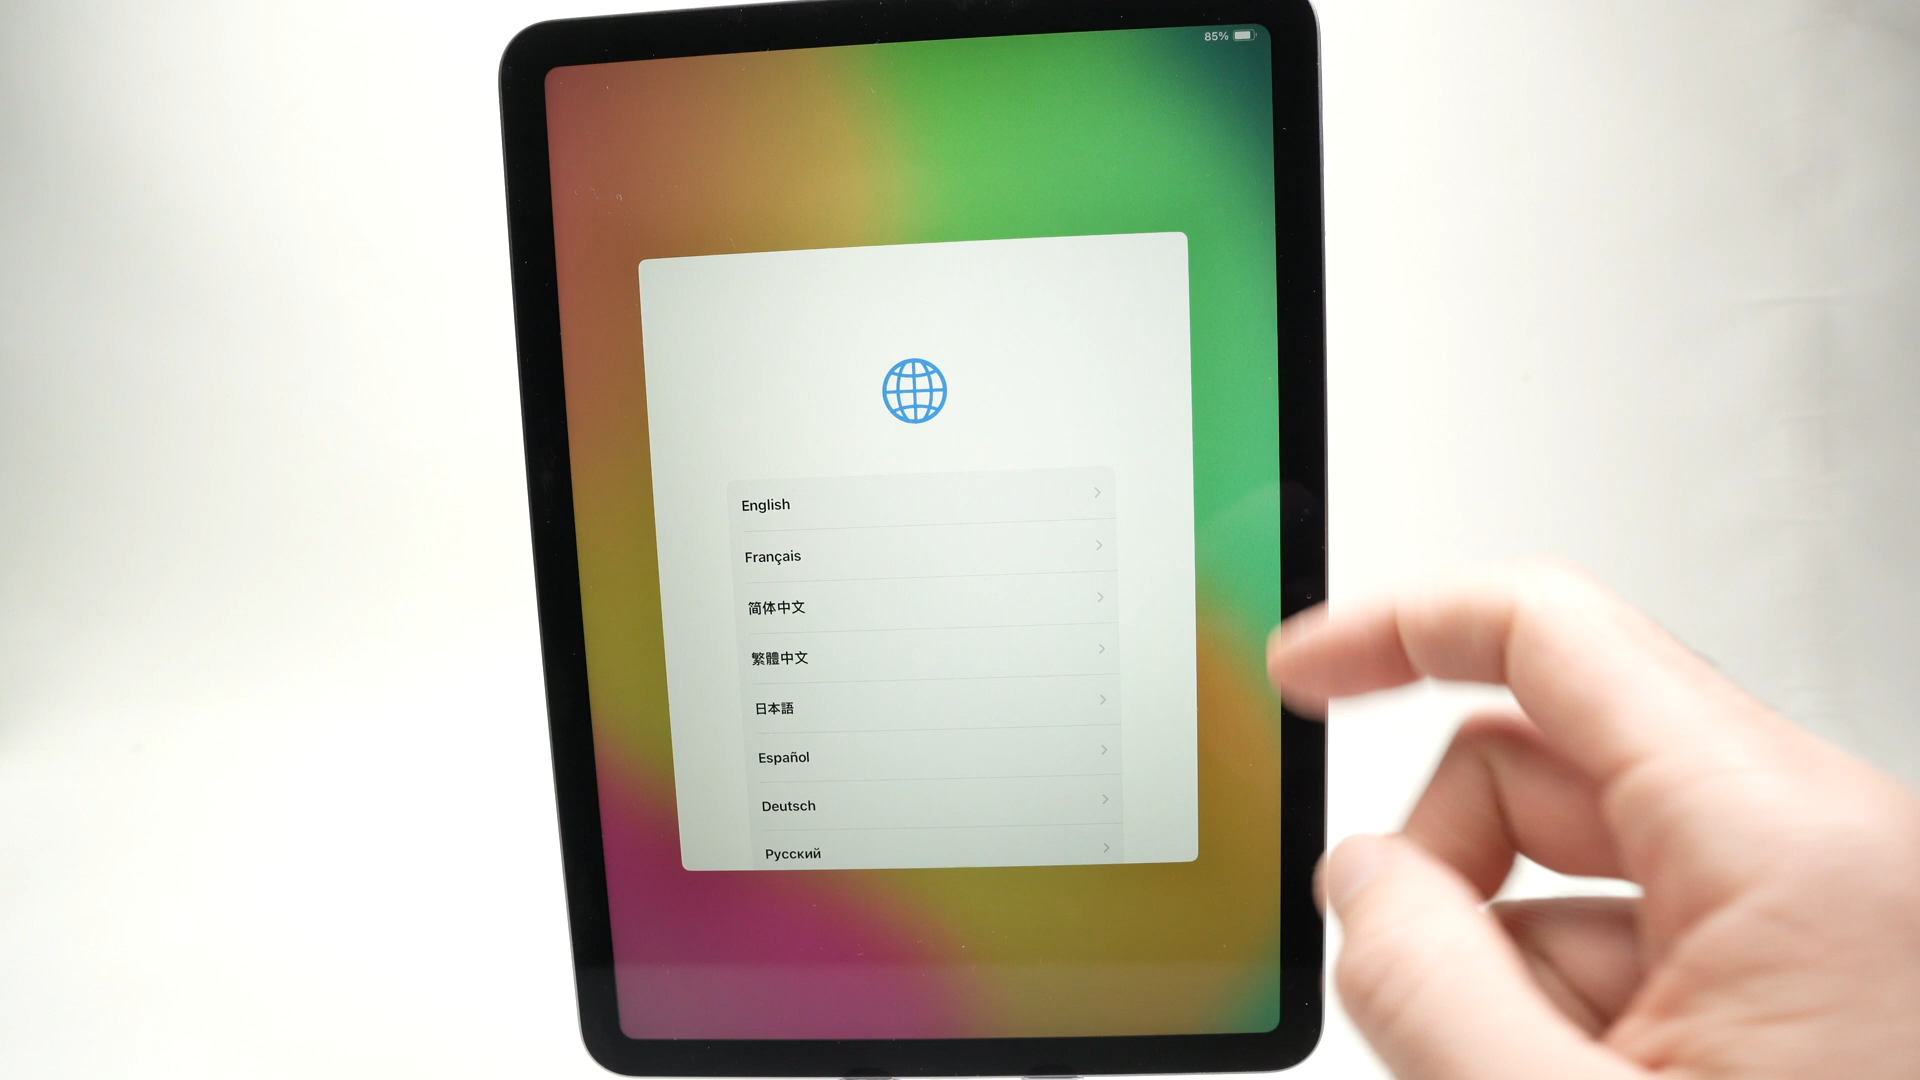 85%
English
Français
简体中文
繁體中文
日本語
Español
Deutsch
Русский